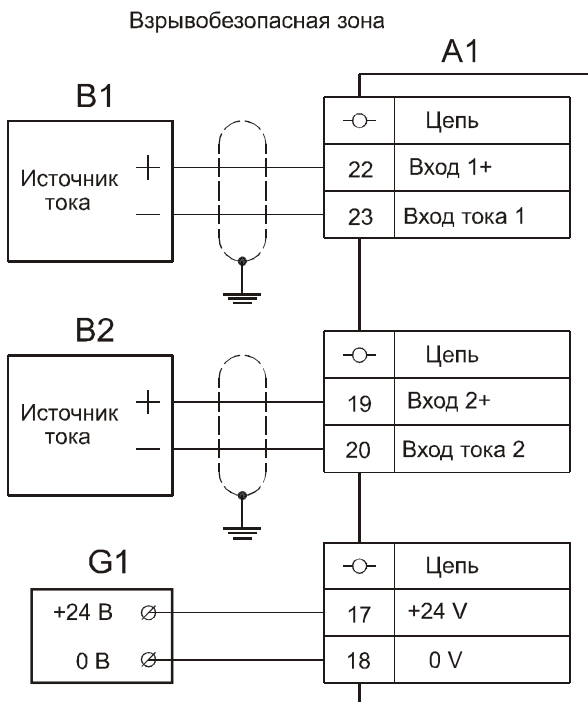 Взрывобезопасная зона
A1
B1
Источник
тока
+
−
Цепь
22 Вход 1+
23 Вход тока 1
B2
Источник
тока
+
−
Цепь
19 Вход 2+
20 Вход тока 2
G1
+24 В
0 В
Цепь
17 +24 V
18 0 V